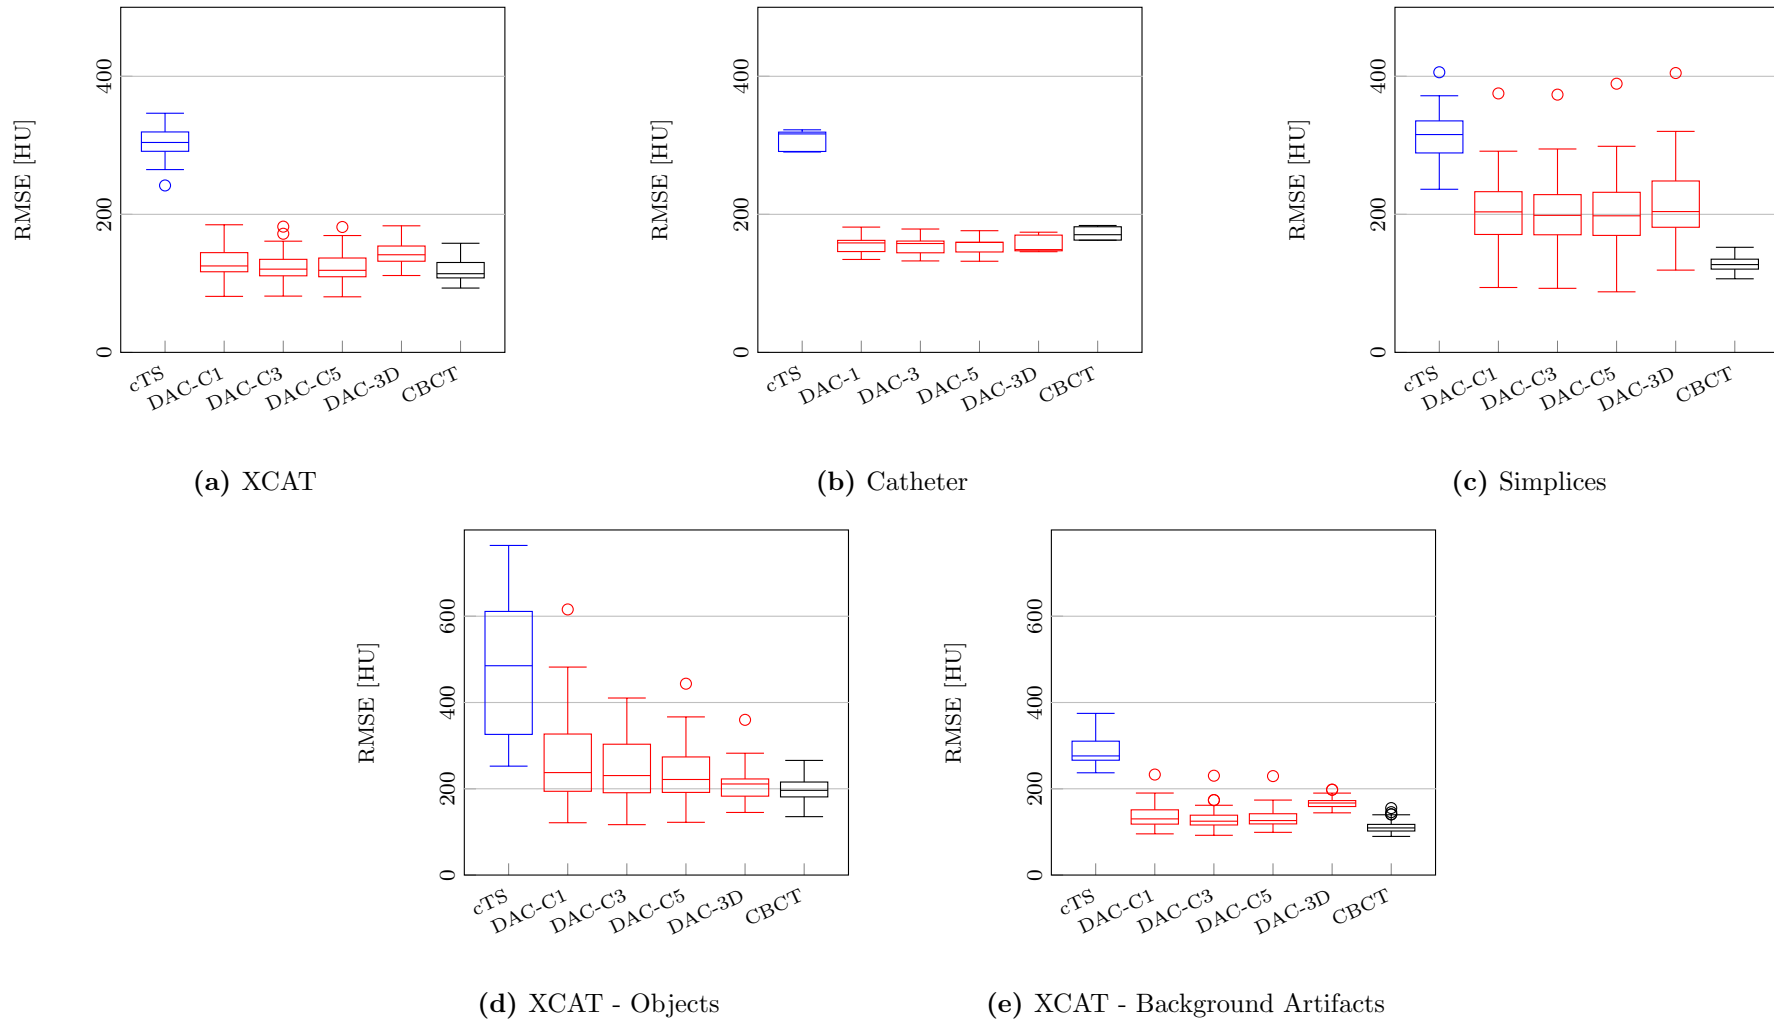 RMSE [HU]
400
200
0
cTS
DAC-C1
DAC-C3
DAC-C5
DAC-3D
CBCT
(a) XCAT
RMSE [HU]
400
200
0
cTS
DAC-1
DAC-3
DAC-5
DAC-3D
CBCT
(b) Catheter
RMSE [HU]
400
200
0
cTS
DAC-C1
DAC-C3
DAC-C5
DAC-3D
CBCT
(c) Simplices
RMSE [HU]
600
400
200
0
cTS
DAC-C1
DAC-C3
DAC-C5
DAC-3D
CBCT
(d) XCAT - Objects
RMSE [HU]
600
400
200
0
cTS
DAC-C1
DAC-C3
DAC-C5
DAC-3D
CBCT
(e) XCAT - Background Artifacts